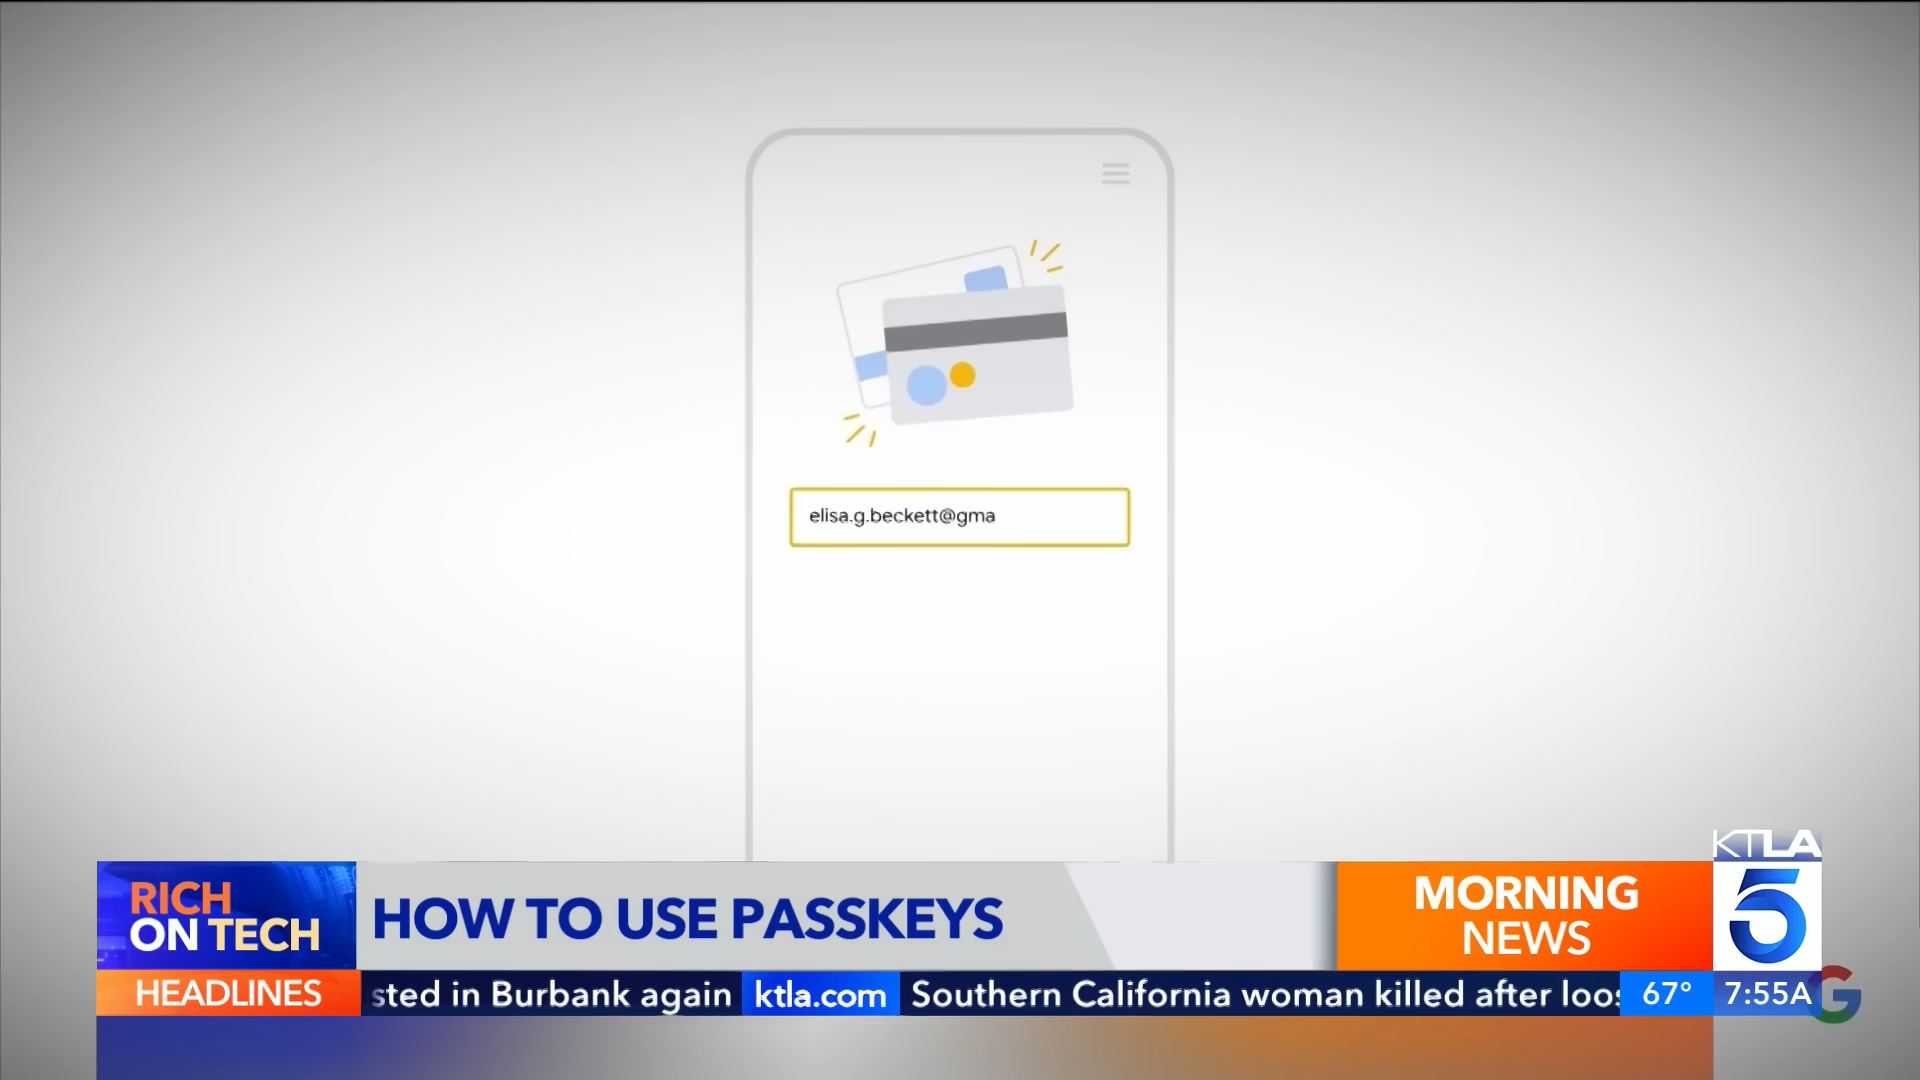 elisa.g.beckett@gma
KTLA
5
RICH
ON TECH
HOW TO USE PASSKEYS
MORNING
NEWS
HEADLINES
sted in Burbank again
ktla.com
Southern California woman killed after loos
67°
7:55A
G